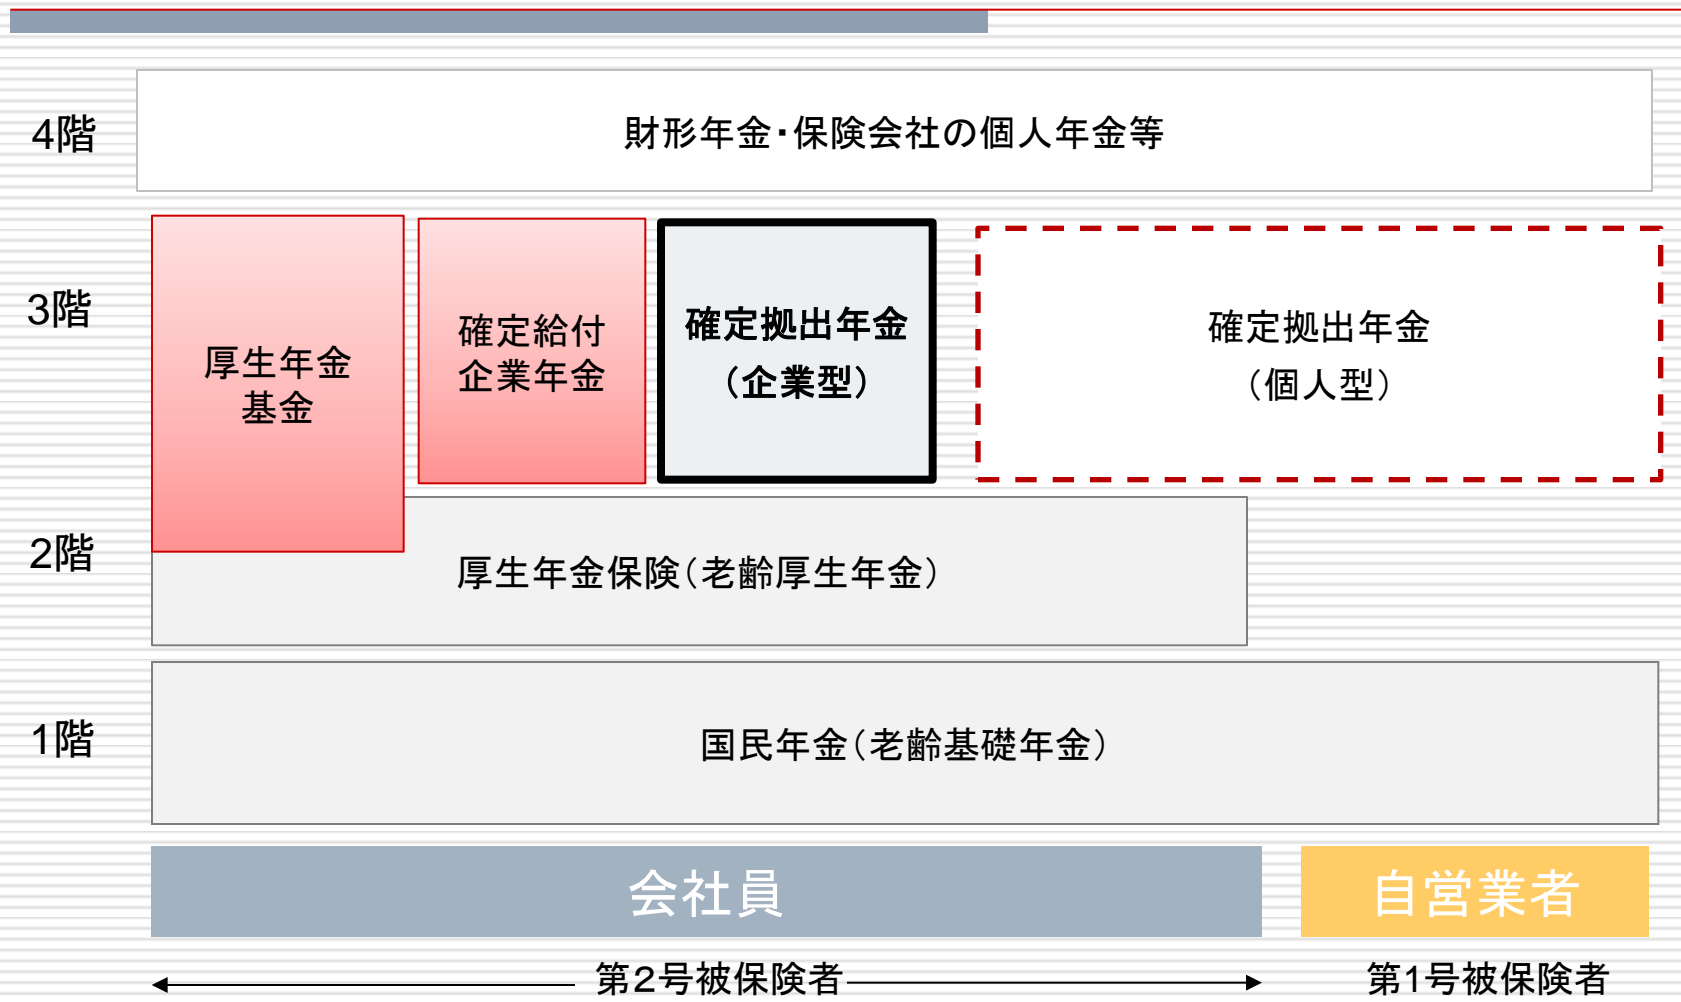 4階
財形年金・保険会社の個人年金等
3階
厚生年金
基金
確定給付
企業年金
確定拠出年金
（企業型）
確定拠出年金
（個人型）
2階
厚生年金保険（老齢厚生年金）
1階
国民年金（老齢基礎年金）
会社員
自営業者
第２号被保険者
第1号被保険者